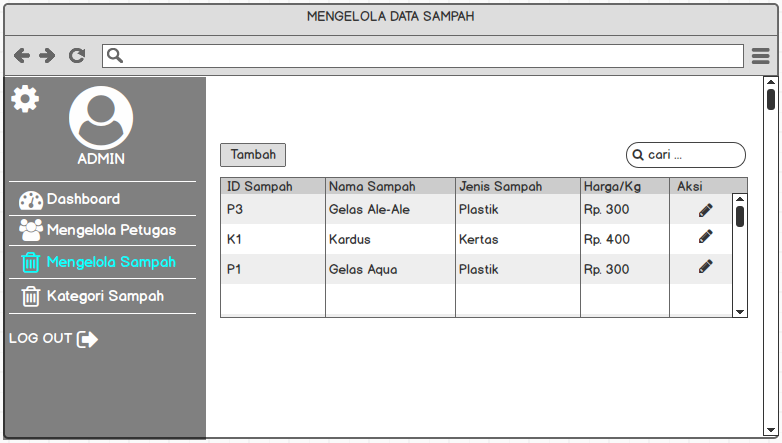 MENGELOLA DATA SAMPAH
ADMIN
Dashboard
Mengelola Petugas
Mengelola Sampah
Kategori Sampah
LOG OUT
Tambah
cari ...
ID Sampah Nama Sampah Jenis Sampah Harga/Kg Aksi
P3 Gelas Ale-Ale Plastik Rp. 300
K1 Kardus Kertas Rp. 400
P1 Gelas Aqua Plastik Rp. 300